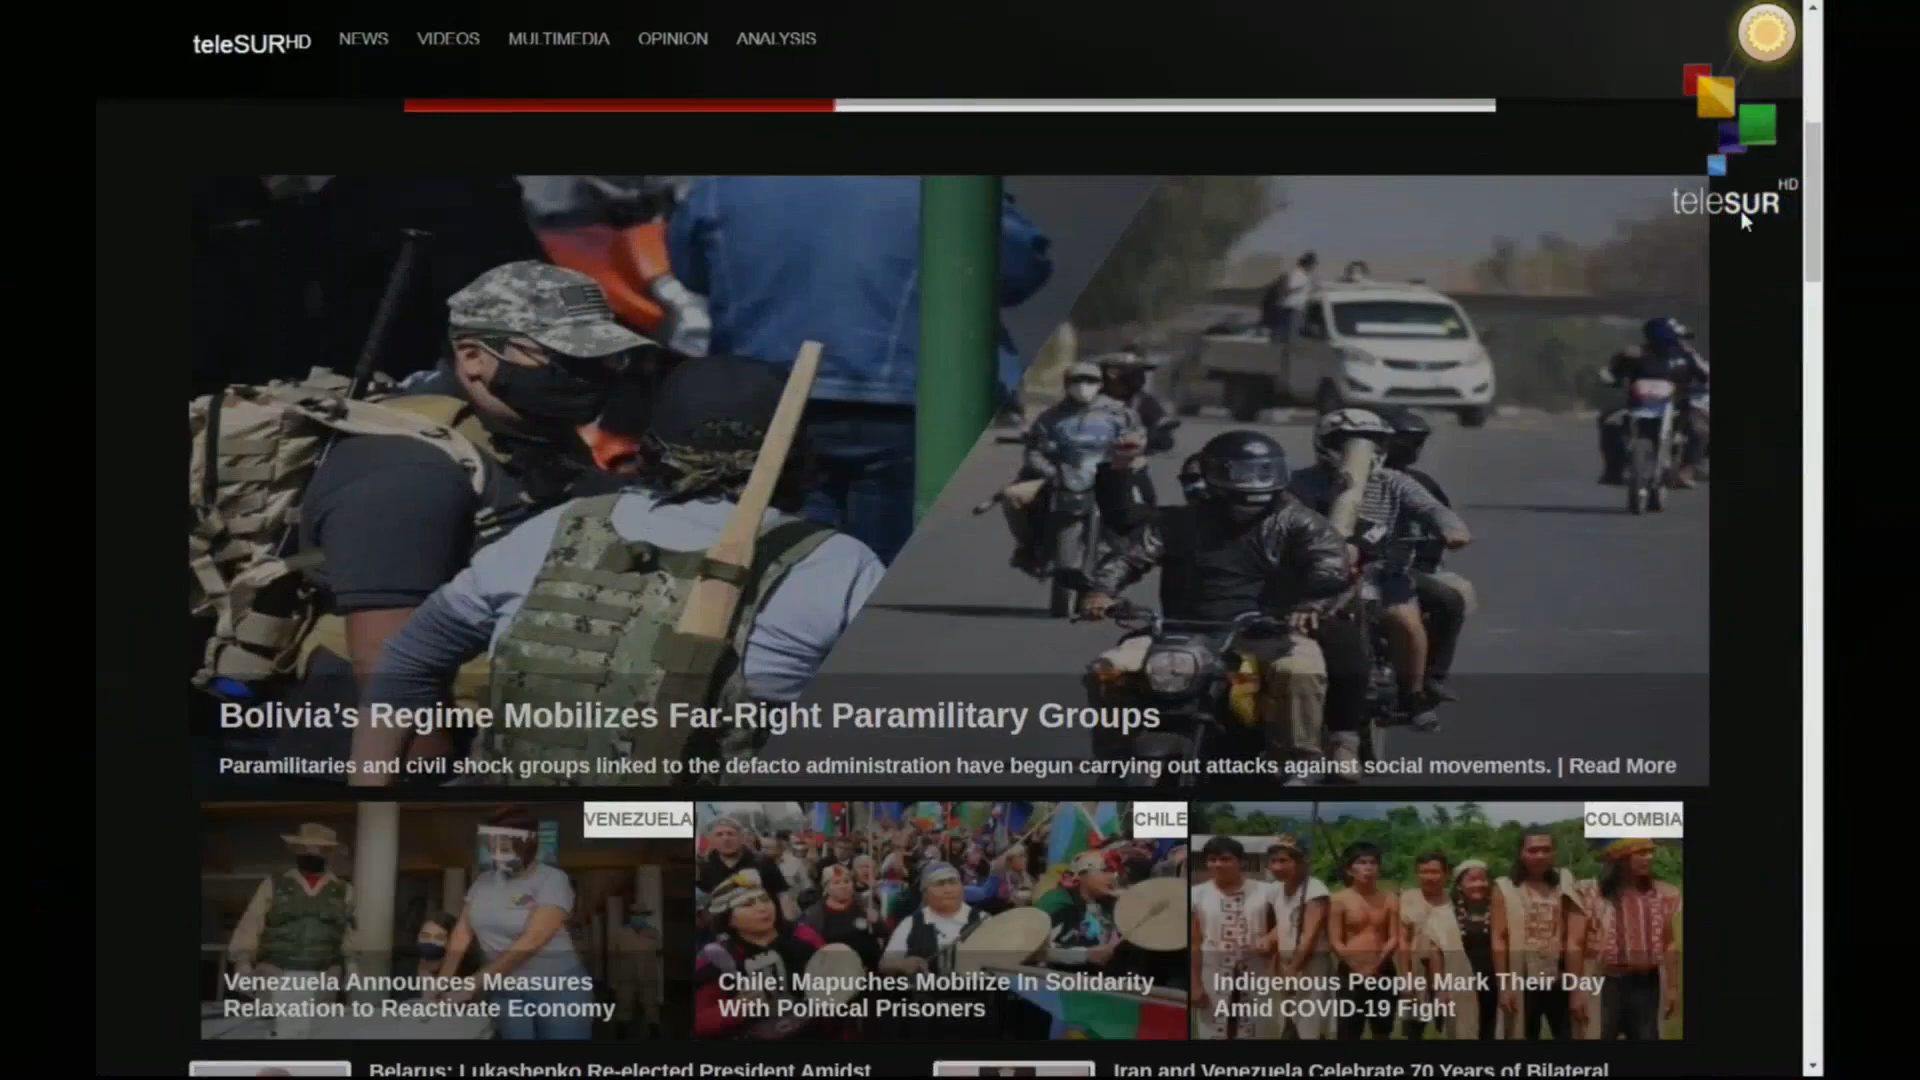 teleSURHD NEWS VIDEOS MULTIMEDIA OPINION ANALYSIS
teleSURHD
Bolivia’s Regime Mobilizes Far-Right Paramilitary Groups
Paramilitaries and civil shock groups linked to the defacto administration have begun carrying out attacks against social movements. | Read More
VENEZUELA
Venezuela Announces Measures
Relaxation to Reactivate Economy
CHILE
Chile: Mapuches Mobilize In Solidarity
With Political Prisoners
COLOMBIA
Indigenous People Mark Their Day
Amid COVID-19 Fight
Belarus: Lukashenko Re-elected President Amidst
Iran and Venezuela Celebrate 70 Years of Bilateral